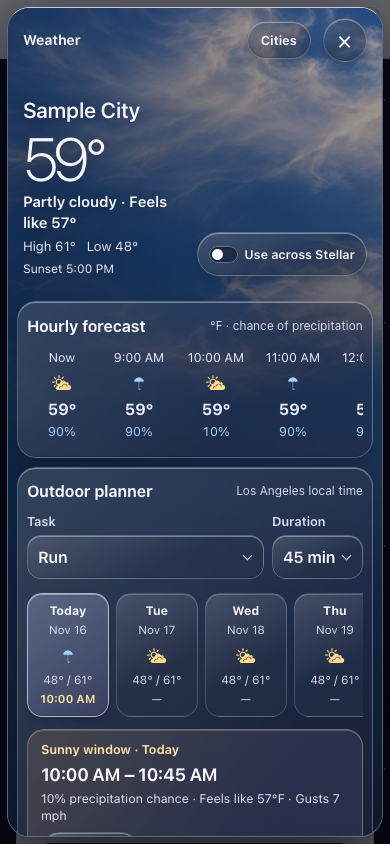 Weather
Cities
Sample City
59°
Partly cloudy · Feels
like 57°
High 61° Low 48°
Sunset 5:00 PM
Use across Stellar
Hourly forecast
°F · chance of precipitation
Now 9:00 AM 10:00 AM 11:00 AM 12:0
59° 59° 59° 59° 5
90% 90% 10% 90% 9
Outdoor planner
Los Angeles local time
Task Duration
Run 45 min
Today Tue Wed Thu
Nov 16 Nov 17 Nov 18 Nov 19
48° / 61° 48° / 61° 48° / 61° 48° / 61°
10:00 AM — — —
Sunny window · Today
10:00 AM – 10:45 AM
10% precipitation chance · Feels like 57°F · Gusts 7
mph